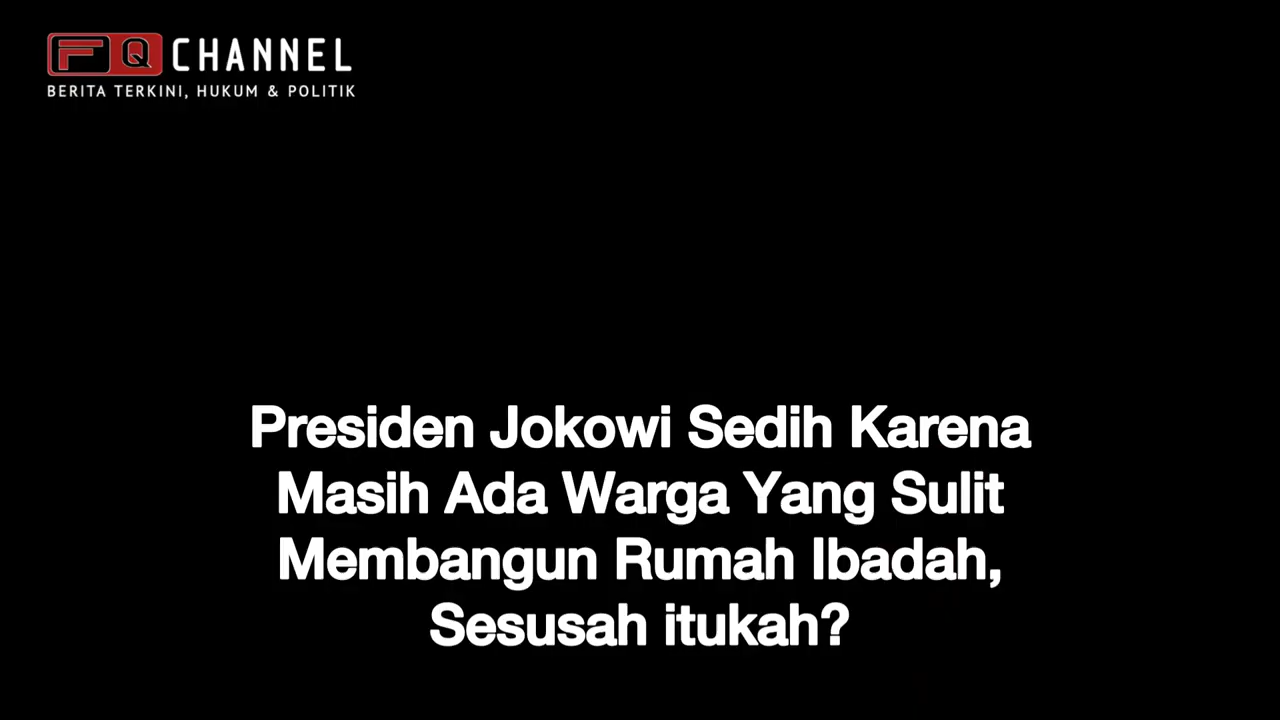 FQ CHANNEL
BERITA TERKINI, HUKUM & POLITIK
Presiden Jokowi Sedih Karena
Masih Ada Warga Yang Sulit
Membangun Rumah Ibadah,
Sesusah itukah?